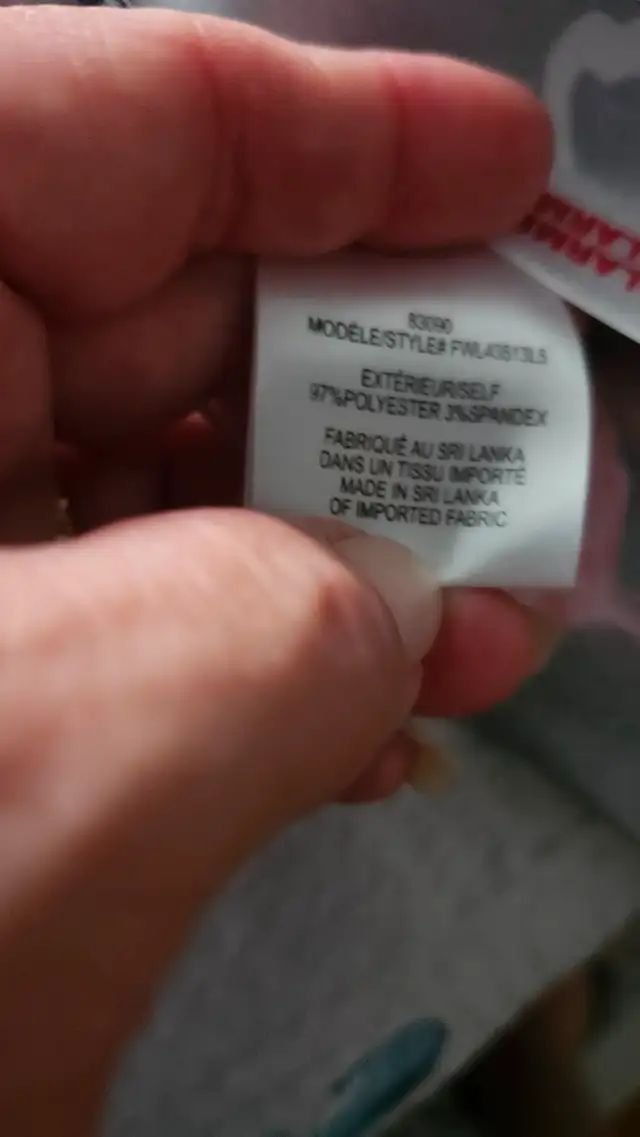 83090
MODÈLE/STYLE# FWL43513LS
EXTÉRIEUR/SELF
97%POLYESTER 3%SPANDEX
FABRIQUÉ AU SRI LANKA
DANS UN TISSU IMPORTÉ
MADE IN SRI LANKA
OF IMPORTED FABRIC